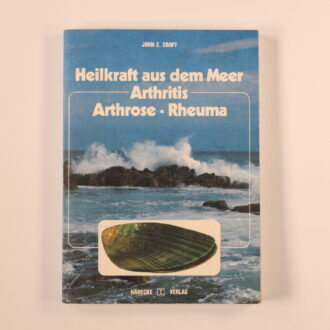 JOHN E. CROFT
Heilkraft aus dem Meer
Arthritis
Arthrose · Rheuma
HÄDECKE VERLAG